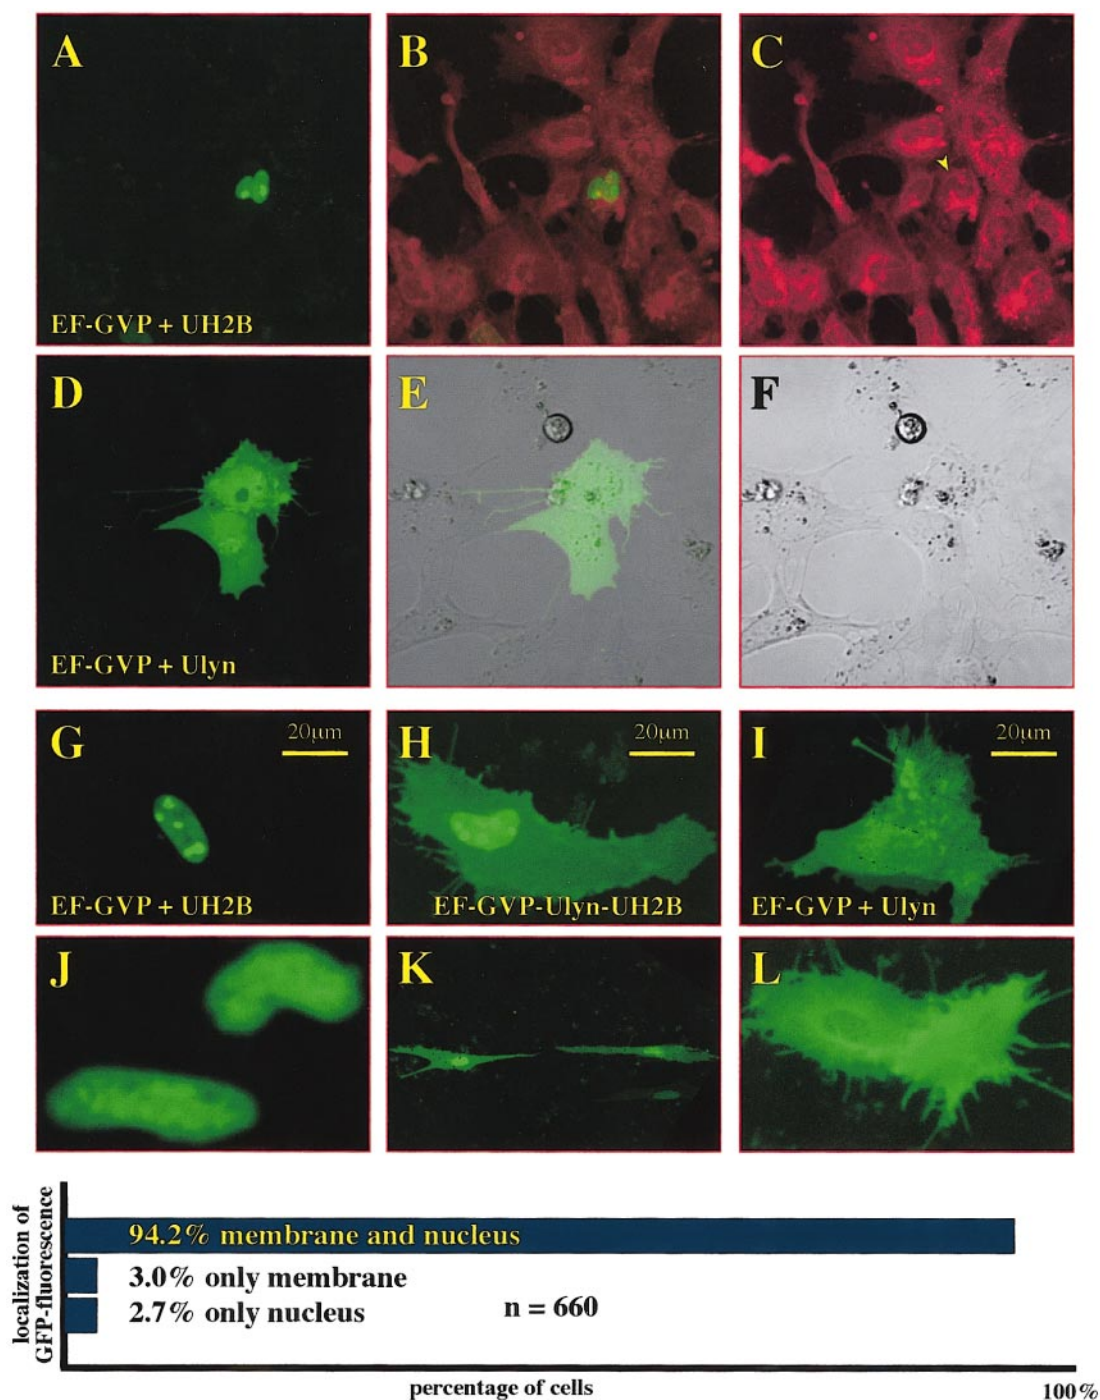 A
B
C
EF-GVP + UH2B
D
E
F
EF-GVP + Ulyn
G
20µm
H
20µm
I
20µm
EF-GVP + UH2B
EF-GVP-Ulyn-UH2B
EF-GVP + Ulyn
J
K
L
localization of
GFP-fluorescence
94.2% membrane and nucleus
3.0% only membrane
2.7% only nucleus
n = 660
percentage of cells
100%